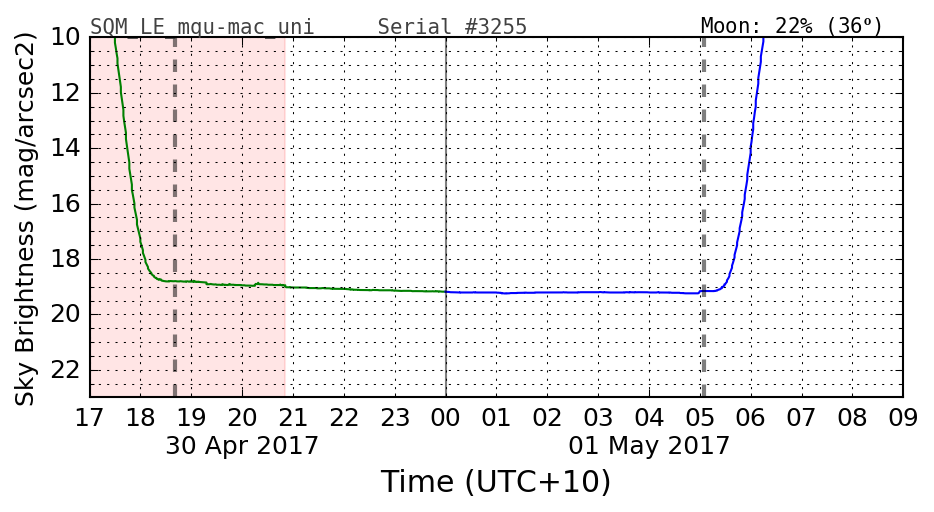 SQM_LE_mqu-mac_uni Serial #3255 Moon: 22% (36º)
Sky Brightness (mag/arcsec2)
10
12
14
16
18
20
22
17 18 19 20 21 22 23 00 01 02 03 04 05 06 07 08 09
30 Apr 2017 01 May 2017
Time (UTC+10)